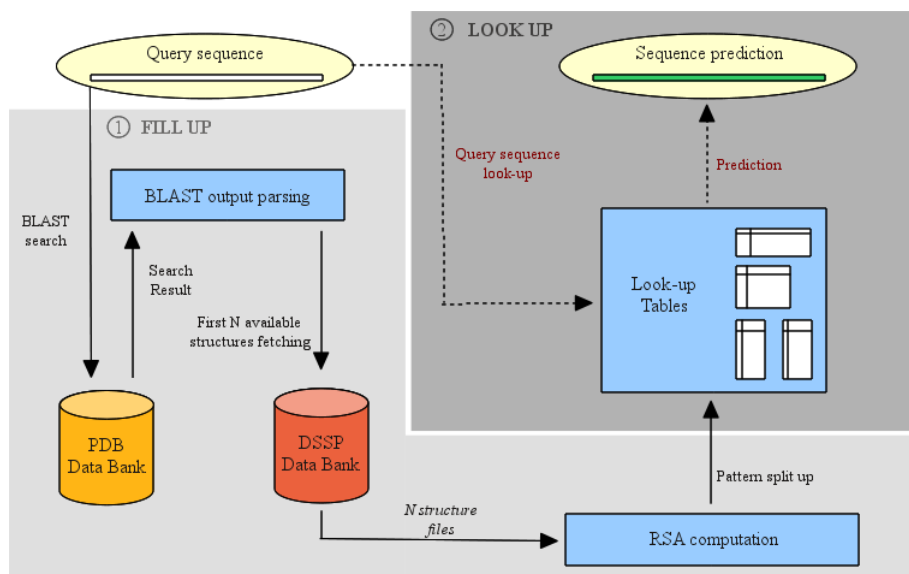 ② LOOK UP
Query sequence
Sequence prediction
① FILL UP
Query sequence
look-up
Prediction
BLAST output parsing
BLAST
search
Search
Result
Look-up
Tables
First N available
structures fetching
PDB
Data Bank
DSSP
Data Bank
Pattern split up
N structure
files
RSA computation